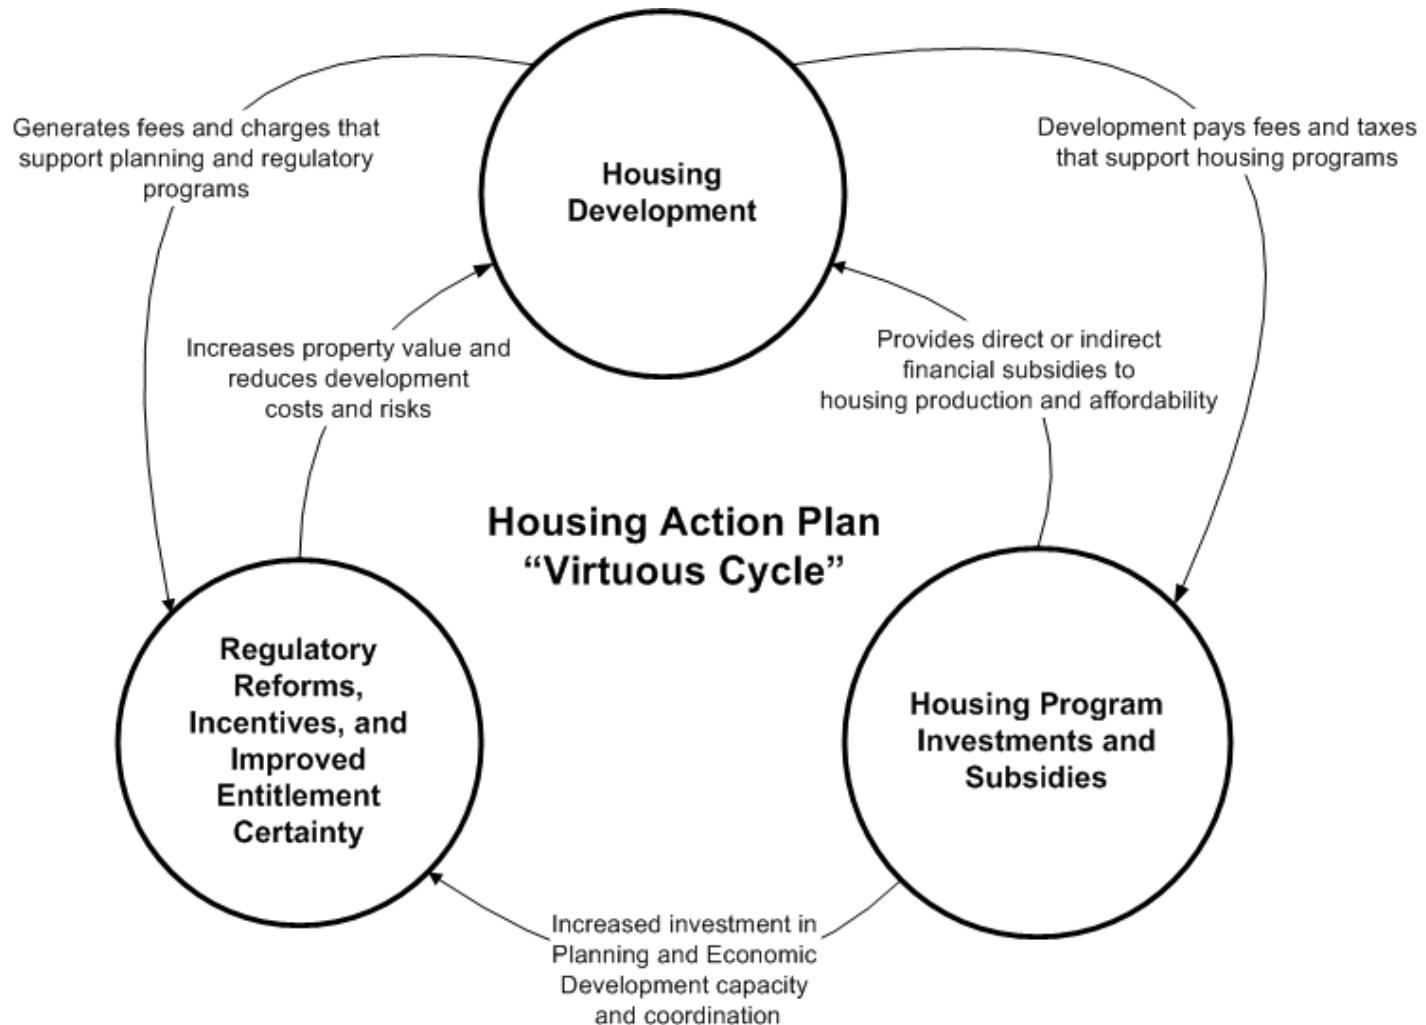 Housing
Development
Generates fees and charges that
support planning and regulatory
programs
Development pays fees and taxes
that support housing programs
Increases property value and
reduces development
costs and risks
Provides direct or indirect
financial subsidies to
housing production and affordability
Housing Action Plan
“Virtuous Cycle”
Regulatory
Reforms,
Incentives, and
Improved
Entitlement
Certainty
Housing Program
Investments and
Subsidies
Increased investment in
Planning and Economic
Development capacity
and coordination